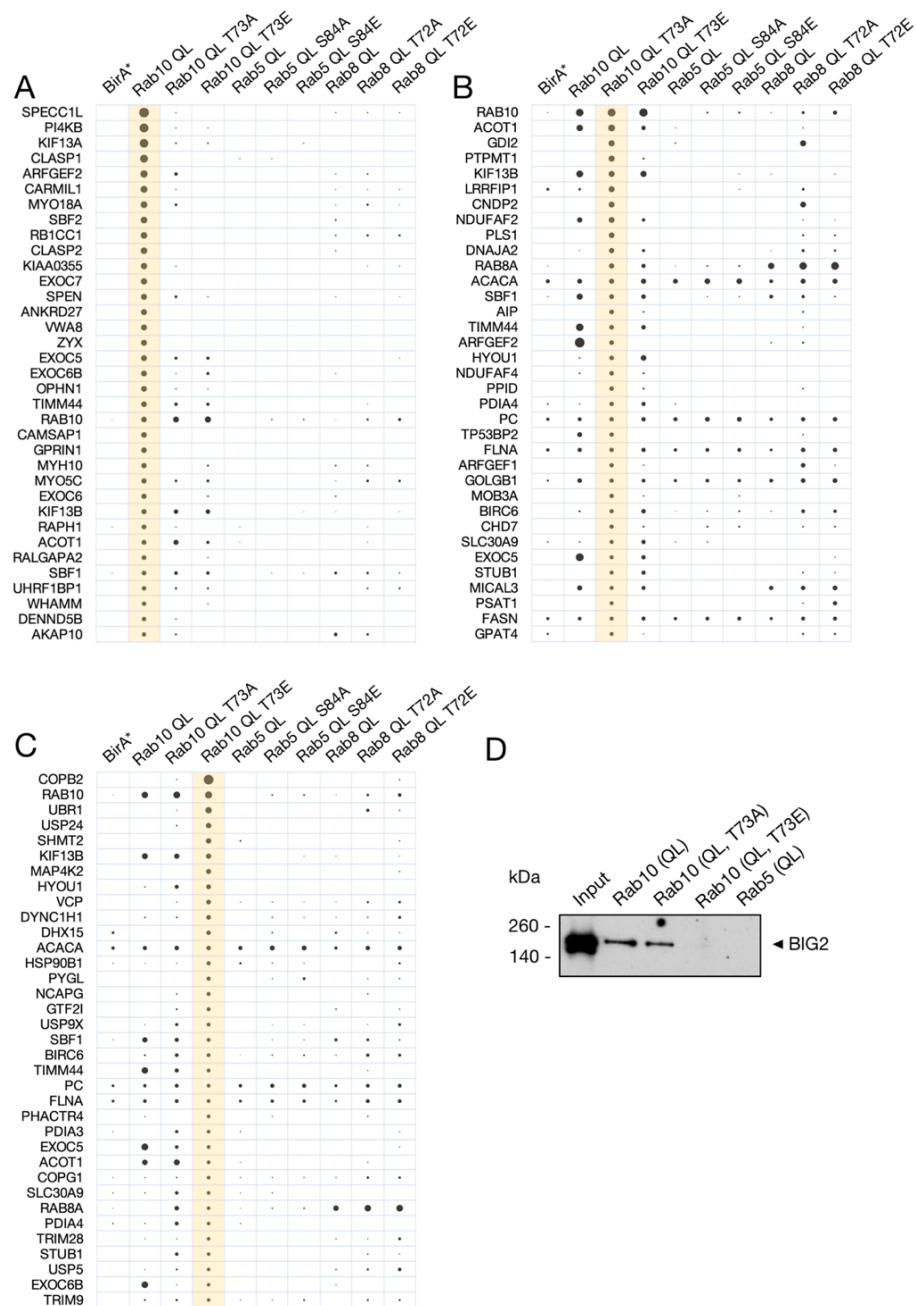 A
BirA*
Rab10 QL
Rab10 QL T73A
Rab10 QL T73E
Rab5 QL
Rab5 QL S84A
Rab5 QL S84E
Rab8 QL
Rab8 QL T72A
Rab8 QL T72E
SPECC1L
PI4KB
KIF13A
CLASP1
ARFGEF2
CARMIL1
MYO18A
SBF2
RB1CC1
CLASP2
KIAA0355
EXOC7
SPEN
ANKRD27
VWA8
ZYX
EXOC5
EXOC6B
OPHN1
TIMM44
RAB10
CAMSAP1
GPRIN1
MYH10
MYO5C
EXOC6
KIF13B
RAPH1
ACOT1
RALGAPA2
SBF1
UHRF1BP1
WHAMM
DENND5B
AKAP10
B
BirA*
Rab10 QL
Rab10 QL T73A
Rab10 QL T73E
Rab5 QL
Rab5 QL S84A
Rab5 QL S84E
Rab8 QL
Rab8 QL T72A
Rab8 QL T72E
RAB10
ACOT1
GDI2
PTPMT1
KIF13B
LRRFIP1
CNDP2
NDUFAF2
PLS1
DNAJA2
RAB8A
ACACA
SBF1
AIP
TIMM44
ARFGEF2
HYOU1
NDUFAF4
PPID
PDIA4
PC
TP53BP2
FLNA
ARFGEF1
GOLGB1
MOB3A
BIRC6
CHD7
SLC30A9
EXOC5
STUB1
MICAL3
PSAT1
FASN
GPAT4
C
BirA*
Rab10 QL
Rab10 QL T73A
Rab10 QL T73E
Rab5 QL
Rab5 QL S84A
Rab5 QL S84E
Rab8 QL
Rab8 QL T72A
Rab8 QL T72E
COPB2
RAB10
UBR1
USP24
SHMT2
KIF13B
MAP4K2
HYOU1
VCP
DYNC1H1
DHX15
ACACA
HSP90B1
PYGL
NCAPG
GTF2I
USP9X
SBF1
BIRC6
TIMM44
PC
FLNA
PHACTR4
PDIA3
EXOC5
ACOT1
COPG1
SLC30A9
RAB8A
PDIA4
TRIM28
STUB1
USP5
EXOC6B
TRIM9
D
kDa
Input
Rab10 (QL)
Rab10 (QL, T73A)
Rab10 (QL, T73E)
Rab5 (QL)
260 -
140 -
◄ BIG2